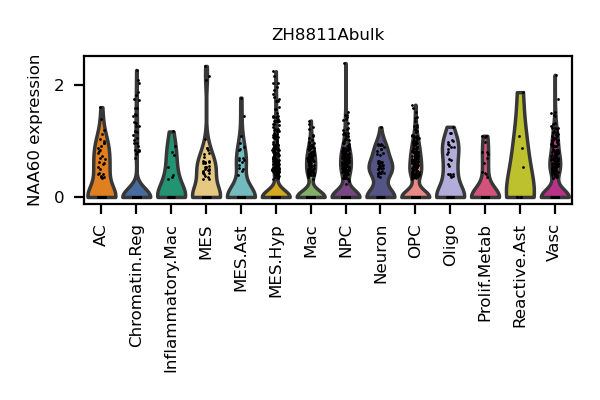 ZH8811Abulk
NAA60 expression
2
0
AC
Chromatin.Reg
Inflammatory.Mac
MES
MES.Ast
MES.Hyp
Mac
NPC
Neuron
OPC
Oligo
Prolif.Metab
Reactive.Ast
Vasc